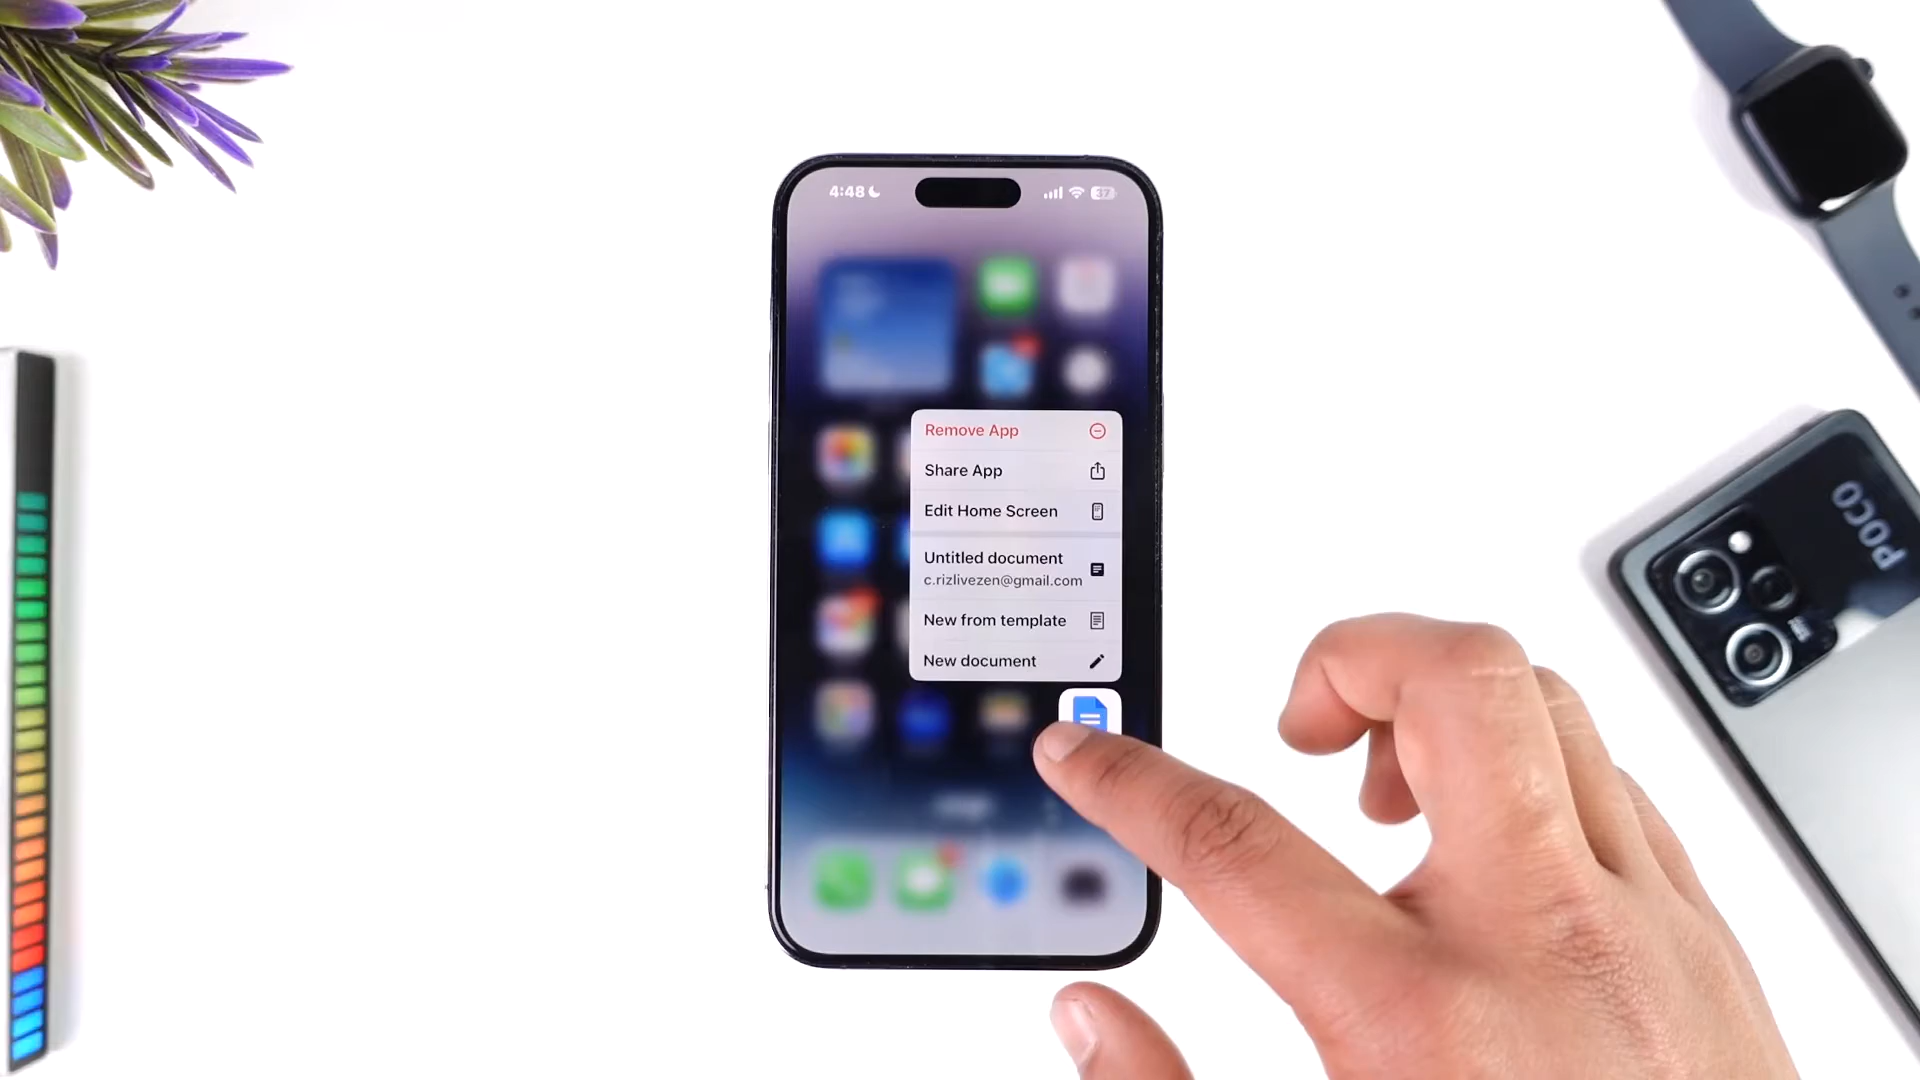 4:48
37
Remove App
Share App
Edit Home Screen
Untitled document
c.rizlivezen@gmail.com
New from template
New document
POCO